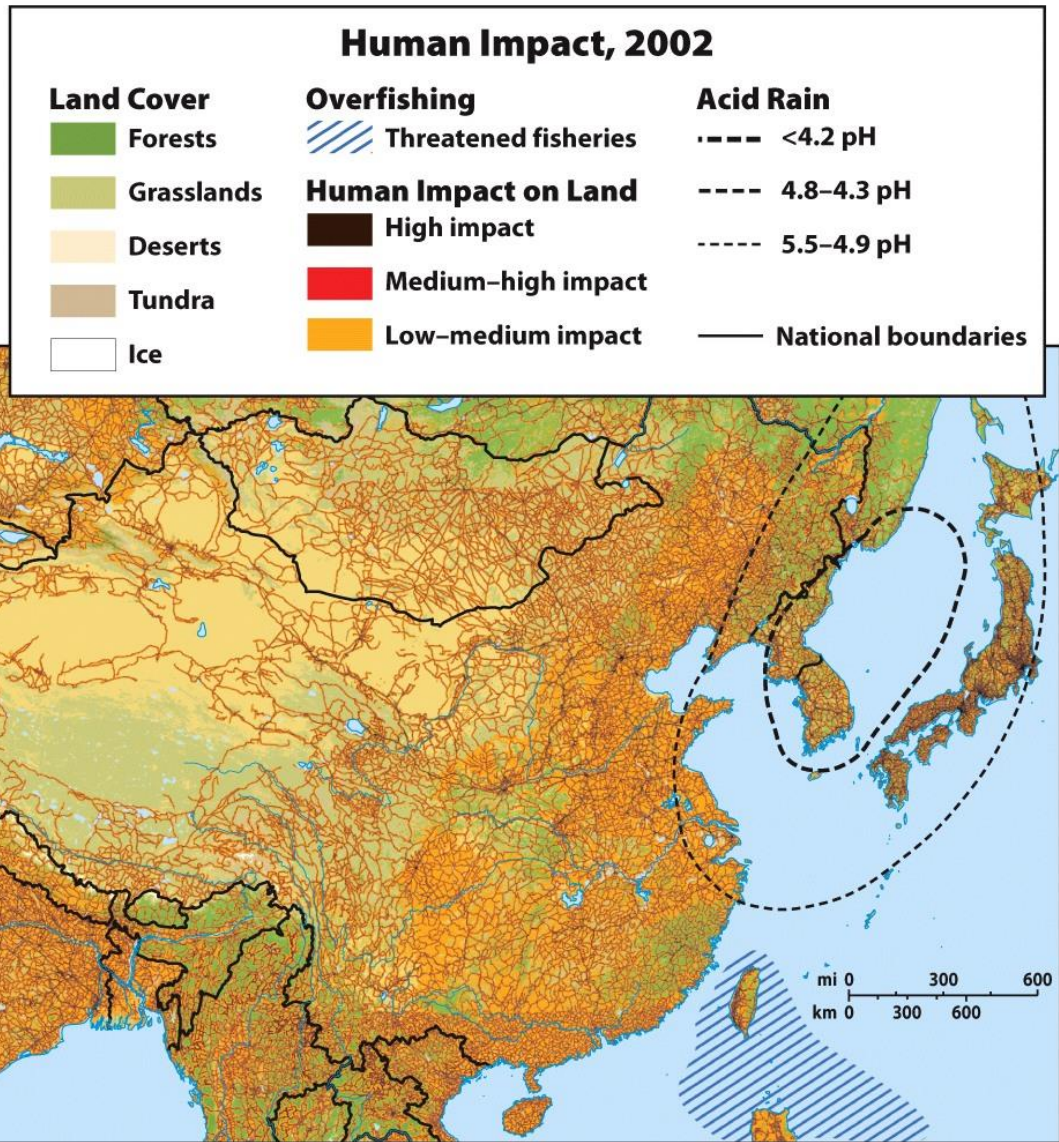 Human Impact, 2002
Land Cover
Forests
Grasslands
Deserts
Tundra
Ice
Overfishing
Threatened fisheries
Human Impact on Land
High impact
Medium–high impact
Low–medium impact
Acid Rain
<4.2 pH
4.8–4.3 pH
5.5–4.9 pH
National boundaries
mi 0 300 600
km 0 300 600